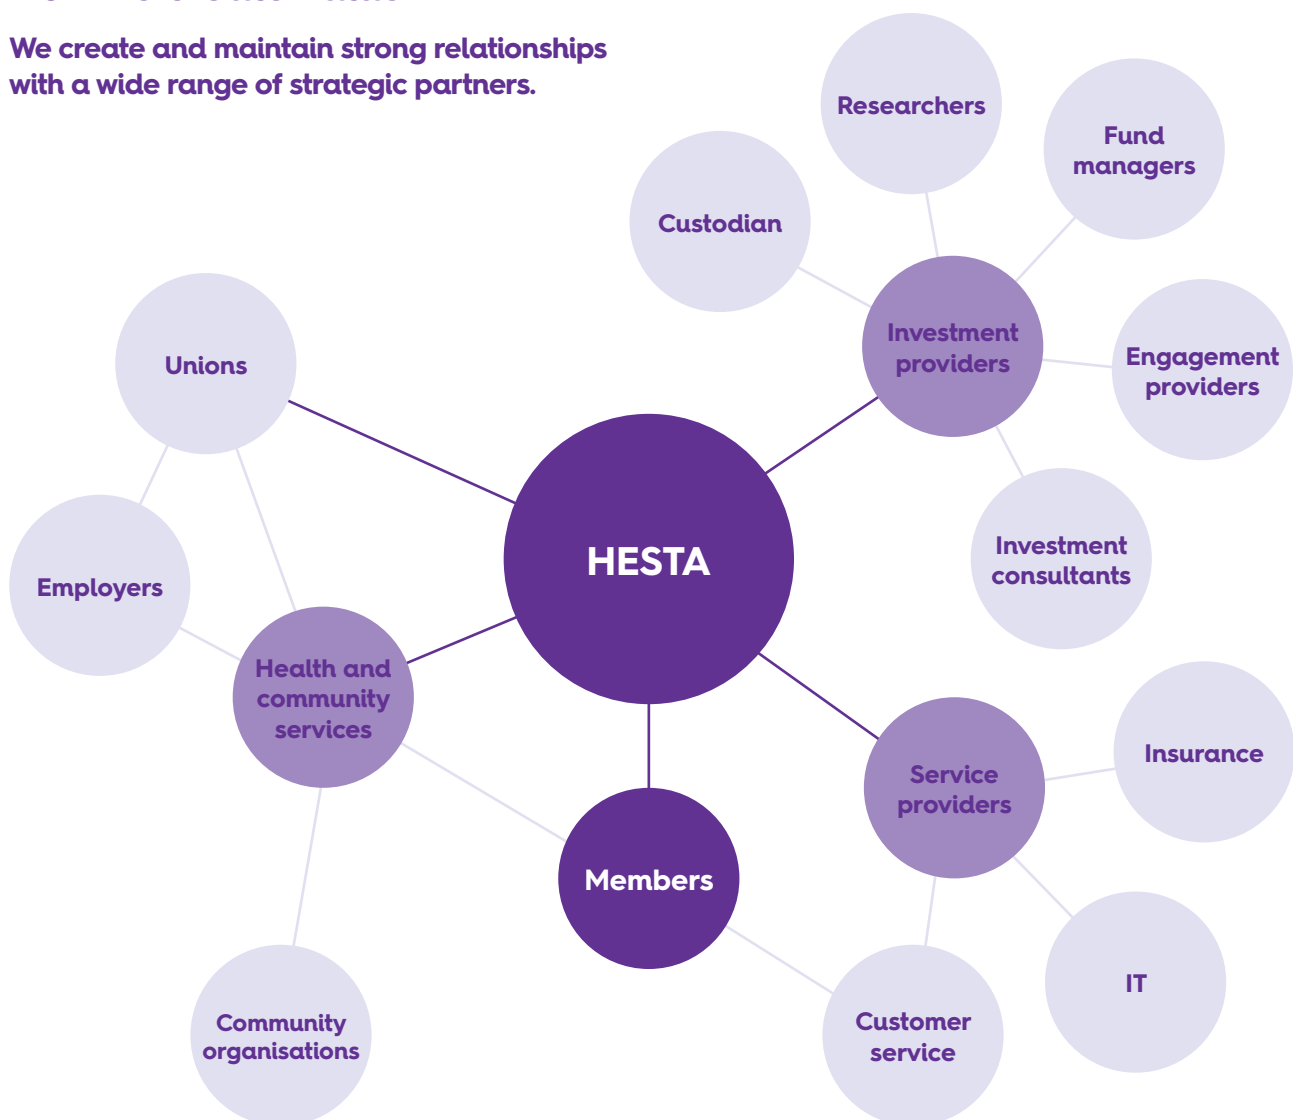 We create and maintain strong relationships
with a wide range of strategic partners.
Researchers
Fund
managers
Custodian
Investment
providers
Engagement
providers
Unions
Investment
consultants
HESTA
Employers
Health and
community
services
Service
providers
Insurance
Members
IT
Customer
service
Community
organisations